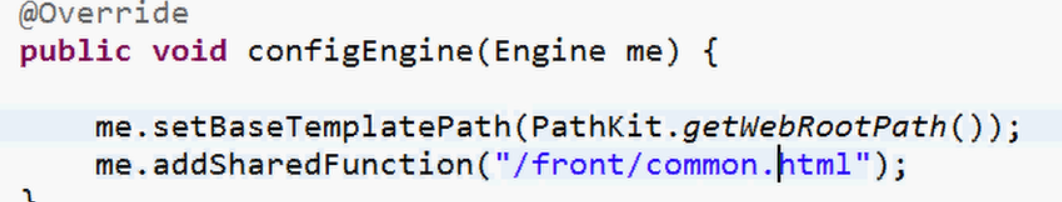 @Override
public void configEngine(Engine me) {
me.setBaseTemplatePath(PathKit.getWebRootPath());
me.addSharedFunction("/front/common.html");
}